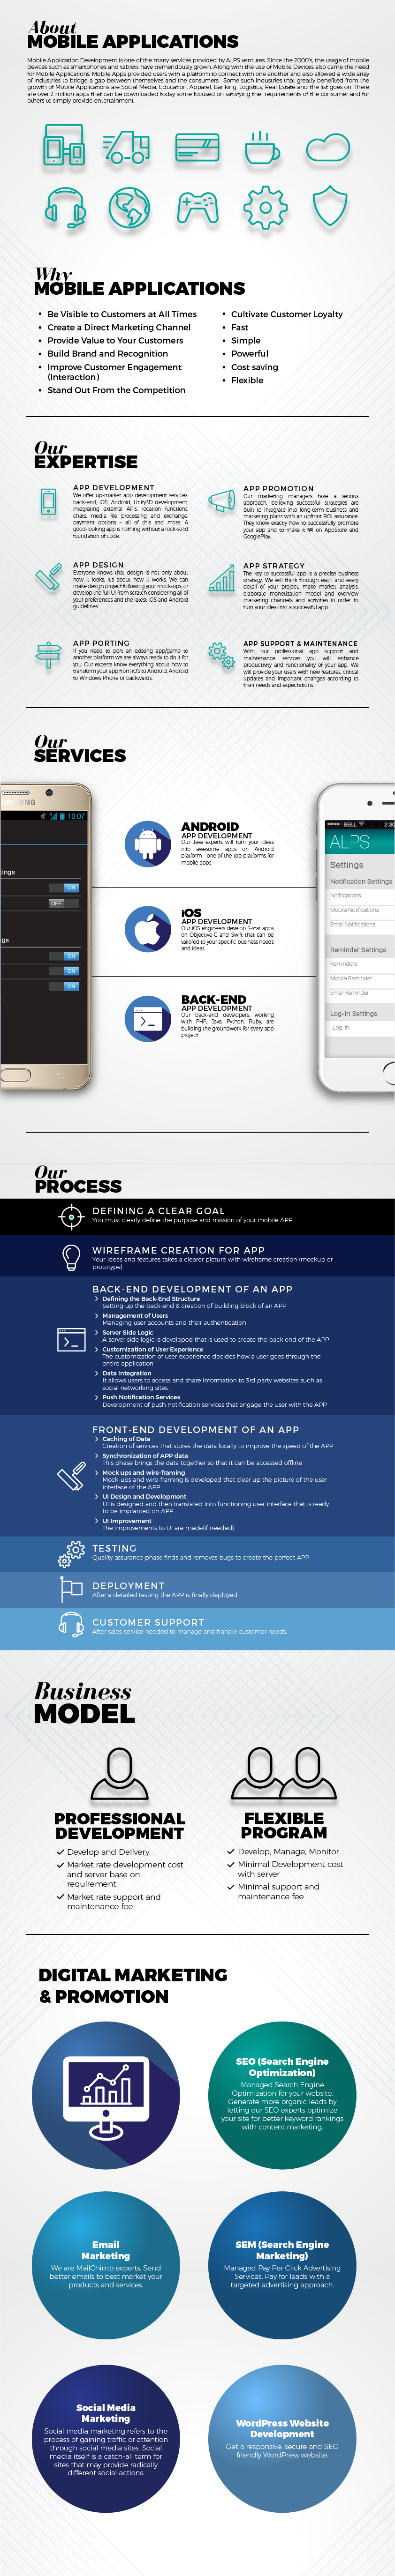 About
MOBILE APPLICATIONS
Mobile Application Development is one of the many services provided by ALPS ventures. Since the 2000's, the usage of mobile
devices such as smartphones and tablets have tremendously grown. Along with the use of Mobile Devices also came the need
for Mobile Applications. Mobile Apps provided users with a platform to connect with one another and also allowed a wide array
of industries to bridge a gap between themselves and the consumers. Some such industries that greatly benefited from the
growth of Mobile Applications are Social Media, Education, Apparel, Banking, Logistics, Real Estate and the list goes on. There
are over 2 million apps that can be downloaded today some focused on satisfying the requirements of the consumer and for
others to simply provide entertainment
Why
MOBILE APPLICATIONS
• Be Visible to Customers at All Times
• Create a Direct Marketing Channel
• Provide Value to Your Customers
• Build Brand and Recognition
• Improve Customer Engagement
(Interaction)
• Stand Out From the Competition
• Cultivate Customer Loyalty
• Fast
• Simple
• Powerful
• Cost saving
• Flexible
Our
EXPERTISE
APP DEVELOPMENT
We offer up-market app development services:
back-end, iOS, Android, Unity3D development,
integrating external APIs, location functions,
chats, media file processing and exchange,
payment options – all of this and more. A
good-looking app is nothing without a rock-solid
foundation of code.
APP PROMOTION
Our marketing managers take a serious
approach, believing successful strategies are
built to integrate into long-term business and
marketing plans with an upfront ROI assurance.
They know exactly how to successfully promote
your app and to make it on AppStore and
GooglePlay.
APP DESIGN
Everyone knows that design is not only about
how it looks, it's about how it works. We can
make design project following your mock-ups, or
develop the full UI from scratch considering all of
your preferences and the latest iOS and Android
guidelines.
APP STRATEGY
The key to successful app is a precise business
strategy. We will think through each and every
detail of your project, make market analysis,
elaborate monetization model and overview
marketing channels and activities in order to
turn your idea into a successful app.
APP PORTING
If you need to port an existing app/game to
another platform we are always ready to do it for
you. Our experts know everything about how to
transform your app from iOS to Android, Android
to Windows Phone or backwards.
APP SUPPORT & MAINTENANCE
With our professional app support and
maintenance services you will enhance
productivity and functionality of your app. We
will provide your users with new features, critical
updates and important changes according to
their needs and expectations.
Our
SERVICES
SAMSUNG
10:07
ings
ON
OFF
gs
ON
ON
ON
ANDROID
APP DEVELOPMENT
Our Java experts will turn your ideas
into awesome apps on Android
platform – one of the top platforms for
mobile apps
iOS
APP DEVELOPMENT
Our iOS engineers develop 5-star apps
on Objective-C and Swift that can be
tailored to your specific business needs
and ideas
BACK-END
APP DEVELOPMENT
Our back-end developers, working
with PHP, Java, Python, Ruby, are
building the groundwork for every app
project
BELL 2:30
ALPS
Settings
Notification Settings
Notifications
Mobile Notifications
Email Notifications
Reminder Settings
Reminders
Mobile Reminder
Email Reminder
Log-in Settings
Log-in
Our
PROCESS
DEFINING A CLEAR GOAL
You must clearly define the purpose and mission of your mobile APP.
WIREFRAME CREATION FOR APP
Your ideas and features takes a clearer picture with wireframe creation (mockup or
prototype)
BACK-END DEVELOPMENT OF AN APP
Defining the Back-End Structure
Setting up the back-end & creation of building block of an APP
Management of Users
Managing user accounts and their authentication
Server Side Logic
A server side logic is developed that is used to create the back end of the APP
Customization of User Experience
The customization of user experience decides how a user goes through the
entire application
Data Integration
It allows users to access and share information to 3rd party websites such as
social networking sites.
Push Notification Services
Development of push notification services that engage the user with the APP
FRONT-END DEVELOPMENT OF AN APP
Caching of Data
Creation of services that stores the data locally to improve the speed of the APP
Synchronization of APP data
This phase brings the data together so that it can be accessed offline
Mock ups and wire-framing
Mock-ups and wire-framing is developed that clear up the picture of the user
interface of the APP.
UI Design and Development
UI is designed and then translated into functioning user interface that is ready
to be implanted on APP
UI Improvement
The improvements to UI are made(if needed).
TESTING
Quality assurance phase finds and removes bugs to create the perfect APP
DEPLOYMENT
After a detailed testing the APP is finally deployed
CUSTOMER SUPPORT
After sales service needed to manage and handle customer needs.
Business
MODEL
PROFESSIONAL
DEVELOPMENT
Develop and Delivery
Market rate development cost
and server base on
requirement
Market rate support and
maintenance fee
FLEXIBLE
PROGRAM
Develop, Manage, Monitor
Minimal Development cost
with server
Minimal support and
maintenance fee
DIGITAL MARKETING
& PROMOTION
SEO (Search Engine
Optimization)
Managed Search Engine
Optimization for your website.
Generate more organic leads by
letting our SEO experts optimize
your site for better keyword rankings
with content marketing.
Email
Marketing
We are MailChimp experts. Send
better emails to best market your
products and services.
SEM (Search Engine
Marketing)
Managed Pay Per Click Advertising
Services. Pay for leads with a
targeted advertising approach.
Social Media
Marketing
Social media marketing refers to the
process of gaining traffic or attention
through social media sites. Social
media itself is a catch-all term for
sites that may provide radically
different social actions.
WordPress Website
Development
Get a responsive, secure and SEO
friendly WordPress website.